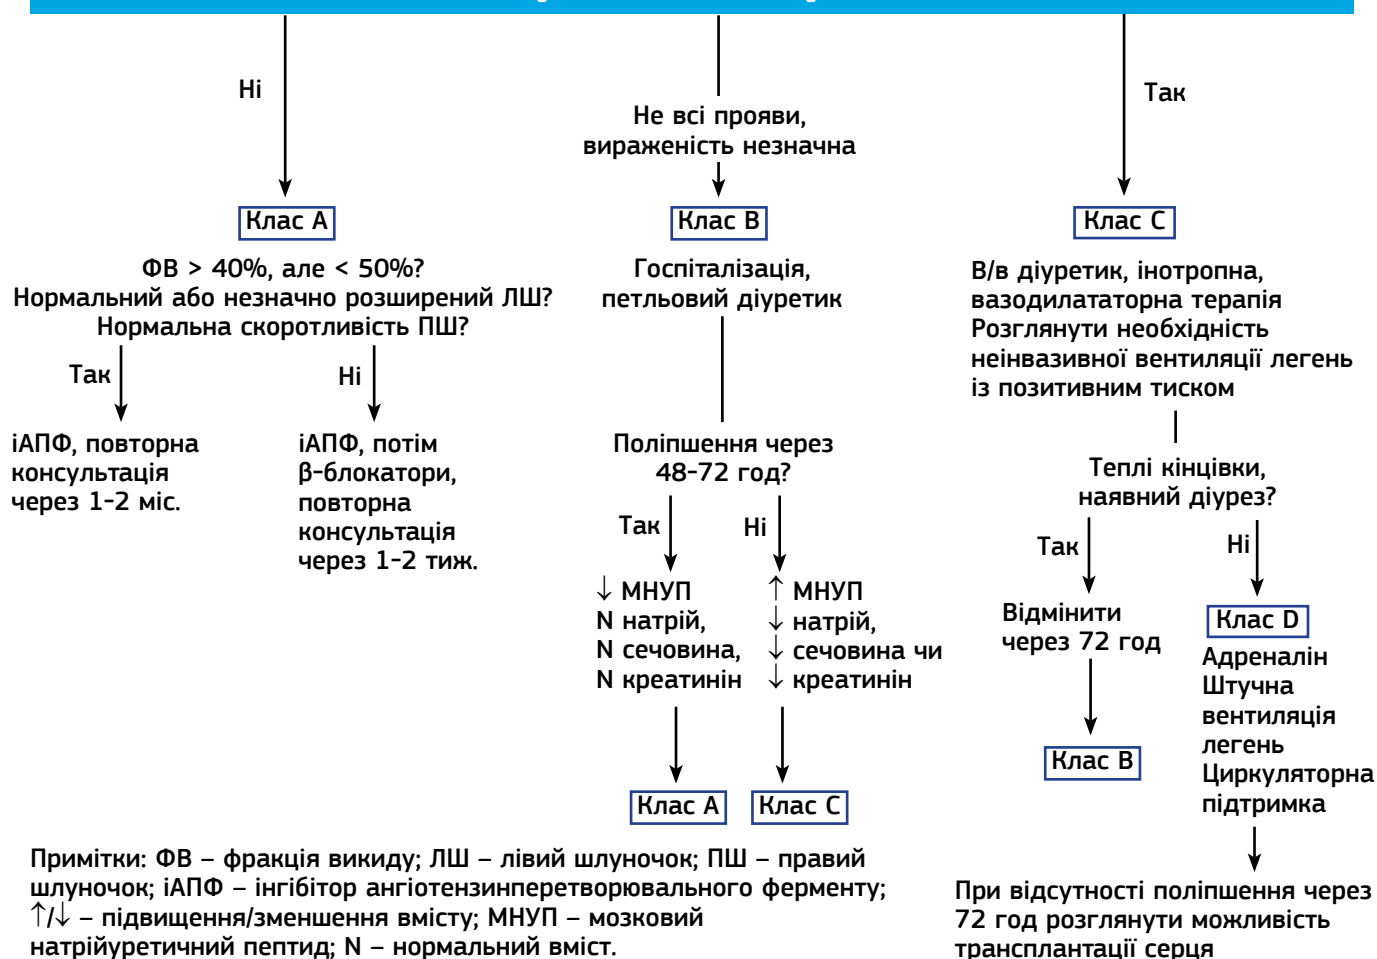 Ні
Не всі прояви,
вираженість незначна
Так
Клас A
ФВ > 40%, але < 50%?
Нормальний або незначно розширений ЛШ?
Нормальна скоротливість ПШ?
Так
Ні
іАПФ, повторна
консультація
через 1-2 міс.
іАПФ, потім
β-блокатори,
повторна
консультація
через 1-2 тиж.
Клас B
Госпіталізація,
петльовий діуретик
Поліпшення через
48-72 год?
Так
Ні
↓ МНУП
N натрій,
N сечовина,
N креатинін
↑ МНУП
↓ натрій,
↓ сечовина чи
↓ креатинін
Клас A
Клас C
Клас C
В/в діуретик, інотропна,
вазодилататорна терапія
Розглянути необхідність
неінвазивної вентиляції легень
із позитивним тиском
Теплі кінцівки,
наявний діурез?
Так
Ні
Відмінити
через 72 год
Клас B
Клас D
Адреналін
Штучна
вентиляція
легень
Циркуляторна
підтримка
При відсутності поліпшення через
72 год розглянути можливість
трансплантації серця
Примітки: ФВ – фракція викиду; ЛШ – лівий шлуночок; ПШ – правий
шлуночок; іАПФ – інгібітор ангіотензинперетворювального ферменту;
↑/↓ – підвищення/зменшення вмісту; МНУП – мозковий
натрійуретичний пептид; N – нормальний вміст.